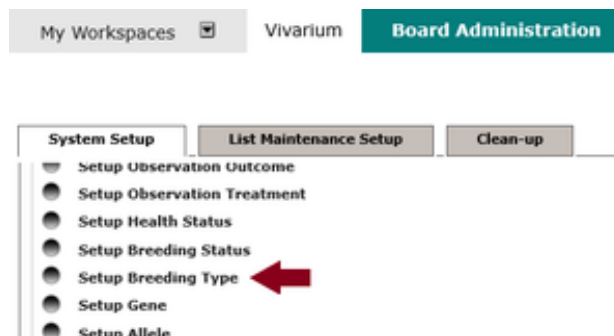 My Workspaces Vivarium Board Administration
System Setup List Maintenance Setup Clean-up
Setup Observation Outcome
Setup Observation Treatment
Setup Health Status
Setup Breeding Status
Setup Breeding Type
Setup Gene
Setup Allele